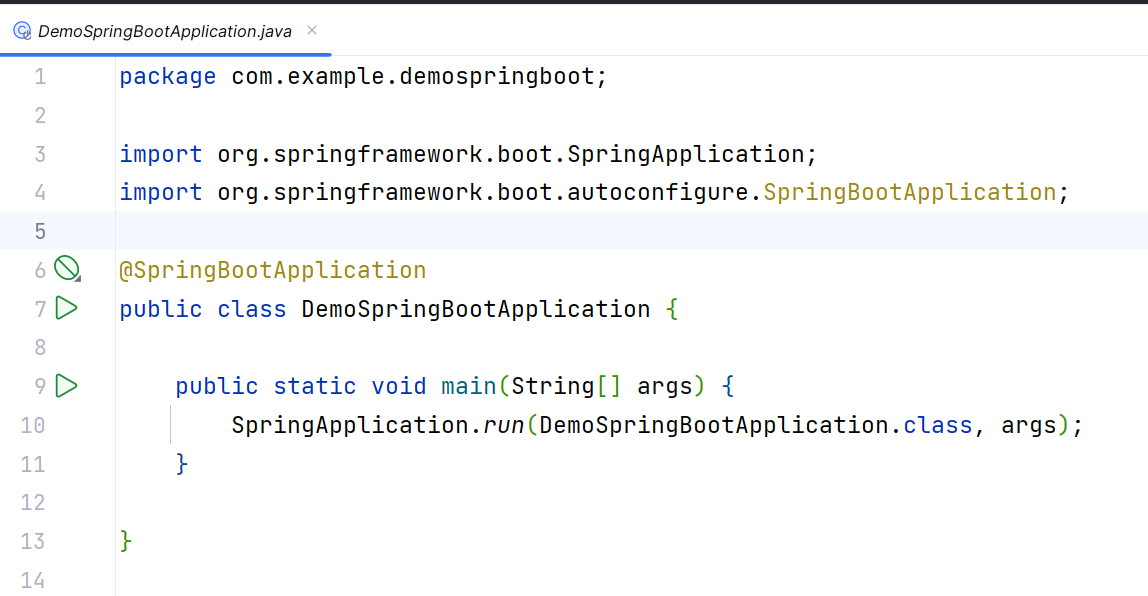 DemoSpringBootApplication.java
1 package com.example.demospringboot;
2
3 import org.springframework.boot.SpringApplication;
4 import org.springframework.boot.autoconfigure.SpringBootApplication;
5
6 @SpringBootApplication
7 public class DemoSpringBootApplication {
8
9     public static void main(String[] args) {
10         SpringApplication.run(DemoSpringBootApplication.class, args);
11     }
12
13 }
14